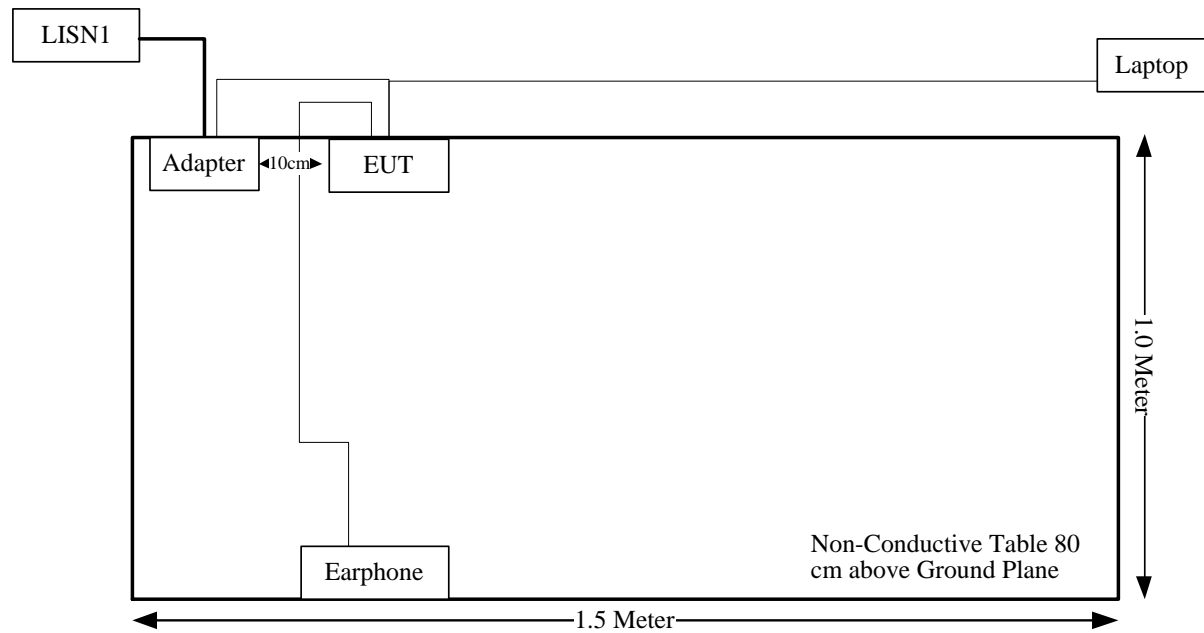 LISN1
Laptop
Adapter
10cm
EUT
1.0 Meter
Earphone
Non-Conductive Table 80
cm above Ground Plane
1.5 Meter